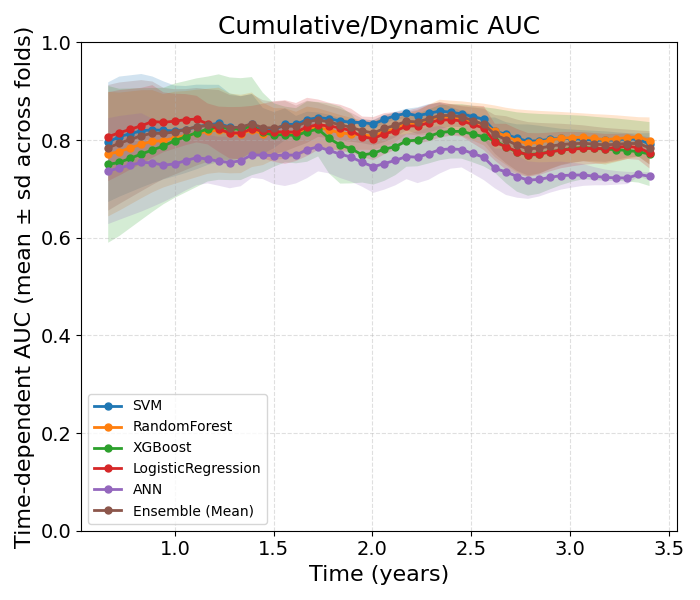 Cumulative/Dynamic AUC
Time-dependent AUC (mean ± sd across folds)
1.0
0.8
0.6
0.4
0.2
0.0
SVM
RandomForest
XGBoost
LogisticRegression
ANN
Ensemble (Mean)
1.0
1.5
2.0
2.5
3.0
3.5
Time (years)